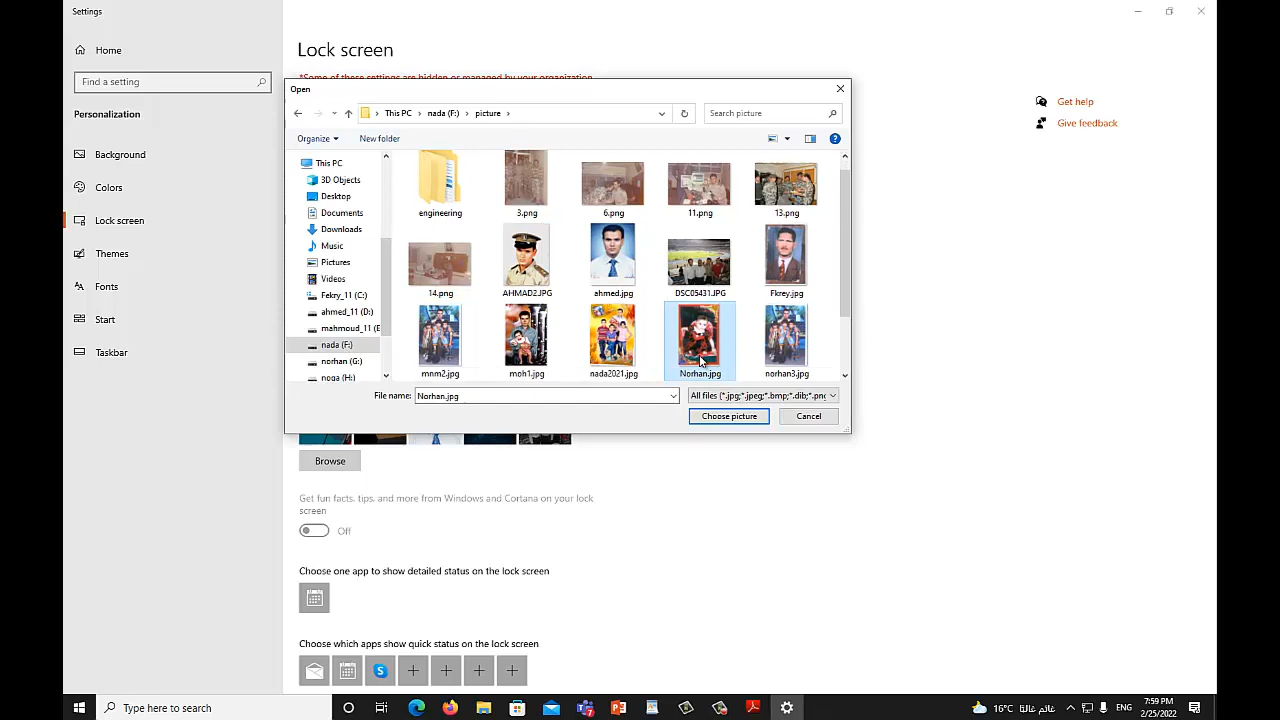 Settings
Home
Find a setting
Personalization
Background
Colors
Lock screen
Themes
Fonts
Start
Taskbar
Lock screen
*Some of these settings are hidden or managed by your organization.
Get help
Give feedback
Open
This PC
nada (F:)
picture
Search picture
Organize
New folder
This PC
3D Objects
Desktop
Documents
Downloads
Music
Pictures
Videos
Fekry_11 (C:)
ahmed_11 (D:)
mahmoud_11 (E
nada (F:)
norhan (G:)
noga (H:)
engineering
3.png
6.png
11.png
13.png
14.png
AHMAD2.JPG
ahmed.jpg
DSC05431.JPG
Fkrey.jpg
mnm2.jpg
moh1.jpg
nada2021.jpg
Norhan.jpg
norhan3.jpg
File name:
Norhan.jpg
All files (*.jpg;*.jpeg;*.bmp;*.dib;*.png
Choose picture
Cancel
Browse
Get fun facts, tips, and more from Windows and Cortana on your lock
screen
Off
Choose one app to show detailed status on the lock screen
Choose which apps show quick status on the lock screen
Type here to search
16°C
غائم غالبًا
ENG
7:59 PM
2/25/2022